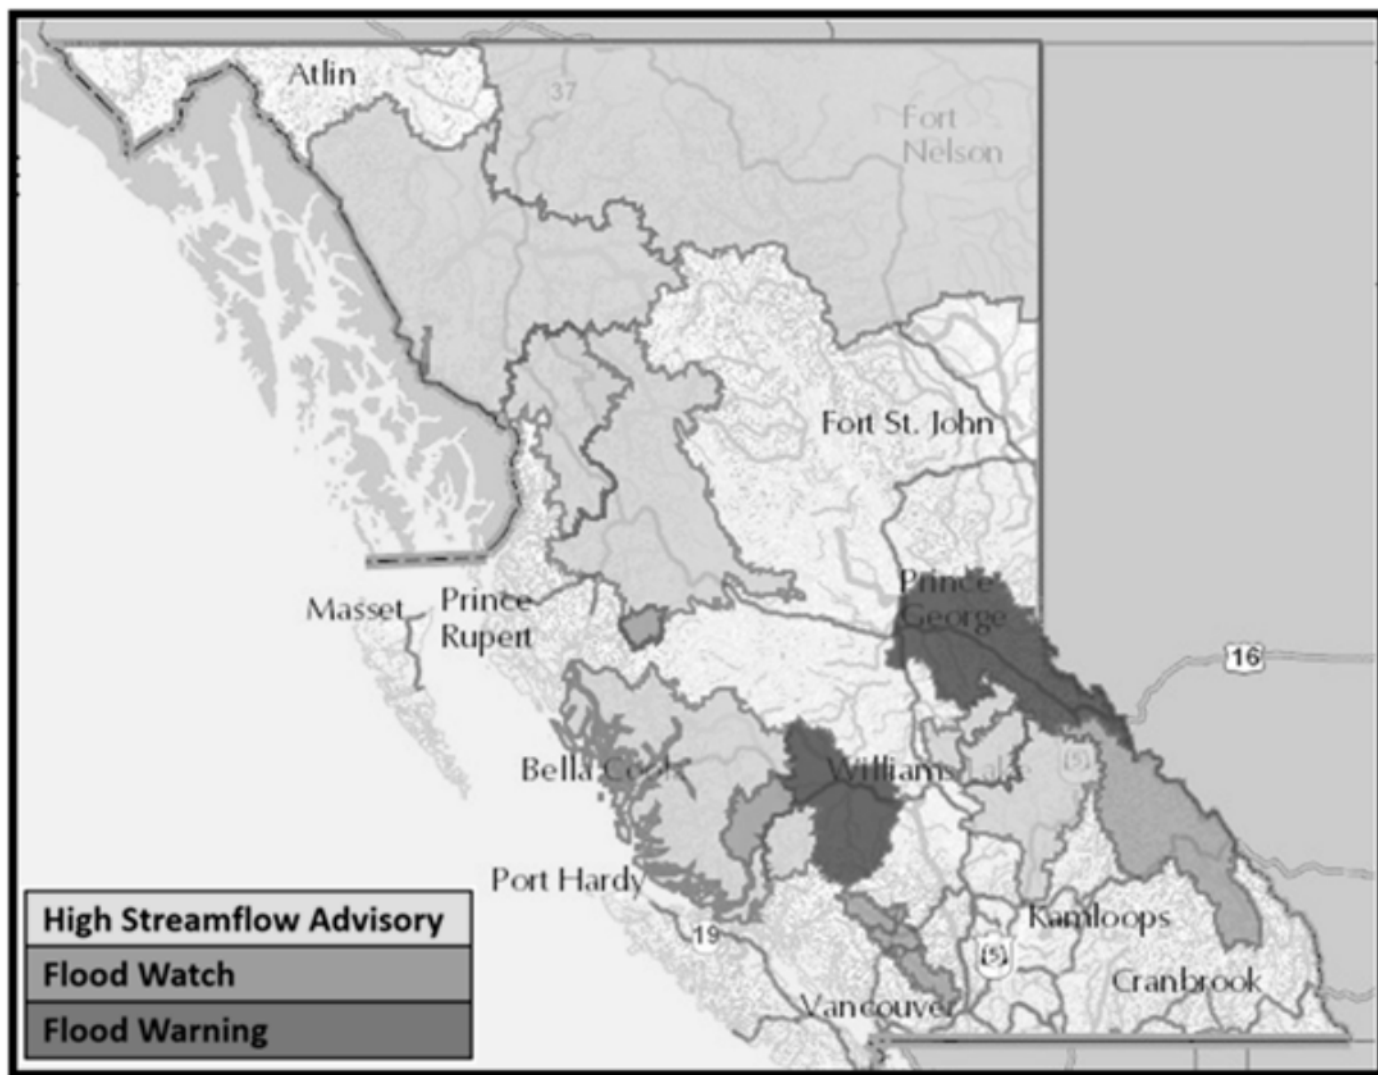 Atlin
37
Fort
Nelson
Fort St. John
Prince
George
Masset
Prince
Rupert
16
Bella Coola
Williams Lake
(5)
Port Hardy
19
Kamloops
(5)
Cranbrook
Vancouver
High Streamflow Advisory
Flood Watch
Flood Warning